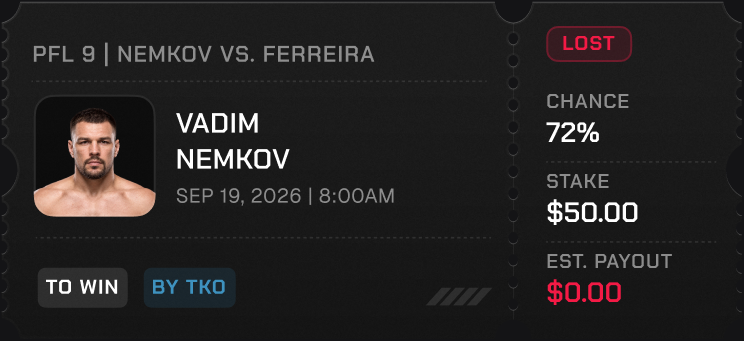 PFL 9 | NEMKOV VS. FERREIRA
VADIM
NEMKOV
SEP 19, 2026 | 8:00AM
TO WIN
BY TKO
LOST
CHANCE
72%
STAKE
$50.00
EST. PAYOUT
$0.00